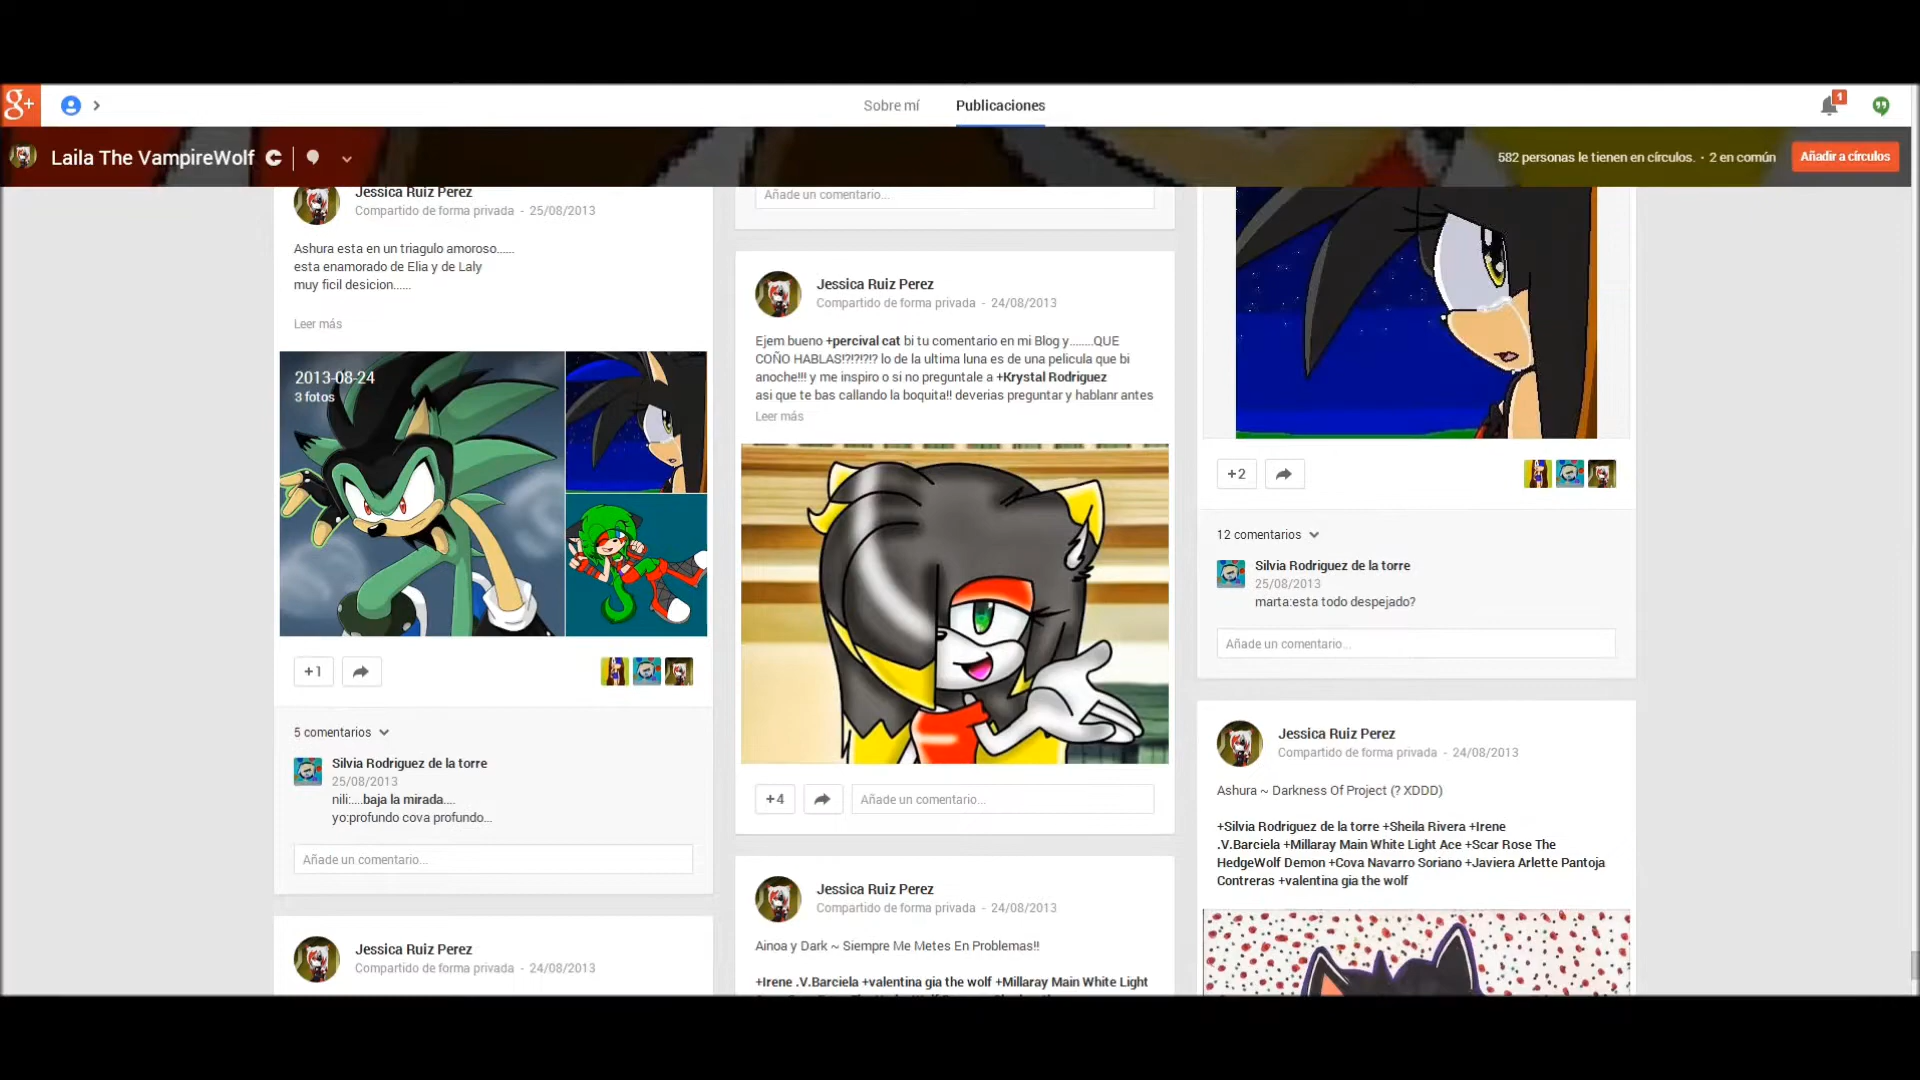 g+
Sobre mí
Publicaciones
1
Laila The VampireWolf
582 personas le tienen en círculos. • 2 en común
Añadir a círculos
Jessica Ruiz Perez
Compartido de forma privada - 25/08/2013
Ashura esta en un triagulo amoroso......
esta enamorado de Elia y de Laly
muy ficil desicion......
Leer más
2013-08-24
3 fotos
+1
5 comentarios
Silvia Rodriguez de la torre
25/08/2013
nili:....baja la mirada....
yo:profundo cova profundo...
Añade un comentario...
Jessica Ruiz Perez
Compartido de forma privada - 24/08/2013
Añade un comentario...
Jessica Ruiz Perez
Compartido de forma privada - 24/08/2013
Ejem bueno +percival cat bi tu comentario en mi Blog y........QUE
COÑO HABLAS!?!?!?!? lo de la ultima luna es de una pelicula que bi
anoche!!! y me inspiro o si no preguntale a +Krystal Rodriguez
asi que te bas callando la boquita!! deverias preguntar y hablanr antes
Leer más
+4
Añade un comentario...
Jessica Ruiz Perez
Compartido de forma privada - 24/08/2013
Ainoa y Dark ~ Siempre Me Metes En Problemas!!
+Irene .V.Barciela +valentina gia the wolf +Millaray Main White Light
+2
12 comentarios
Silvia Rodriguez de la torre
25/08/2013
marta:esta todo despejado?
Añade un comentario...
Jessica Ruiz Perez
Compartido de forma privada - 24/08/2013
Ashura ~ Darkness Of Project (? XDDD)
+Silvia Rodriguez de la torre +Sheila Rivera +Irene
.V.Barciela +Millaray Main White Light Ace +Scar Rose The
HedgeWolf Demon +Cova Navarro Soriano +Javiera Arlette Pantoja
Contreras +valentina gia the wolf